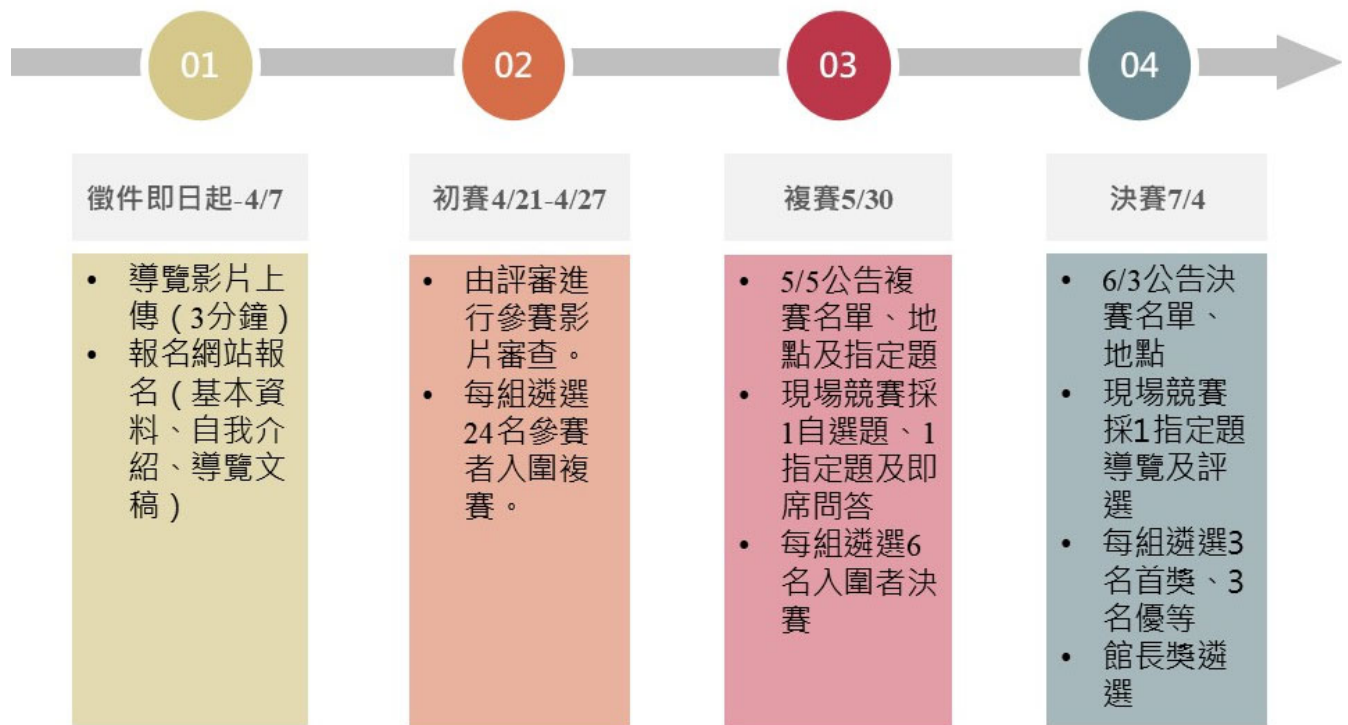 01
02
03
04
徵件即日起-4/7
初賽4/21-4/27
複賽5/30
決賽7/4
• 導覽影片上
傳（3分鐘）
• 報名網站報
名（基本資
料、自我介
紹、導覽文
稿）
• 由評審進
行參賽影
片審查。
• 每組遴選
24名參賽
者入圍複
賽。
• 5/5公告複
賽名單、地
點及指定題
• 現場競賽採
1自選題、1
指定題及即
席問答
• 每組遴選6
名入圍者決
賽
• 6/3公告決
賽名單、
地點
• 現場競賽
採1指定題
導覽及評
選
• 每組遴選3
名首獎、3
名優等
• 館長獎遴
選